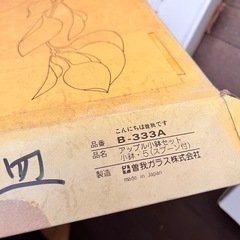 こんにちは曽我です
品番 B-333A
品名 アップル小鉢セット
小鉢・5(スプーン付)
製造 曽我ガラス株式会社
made in Japan